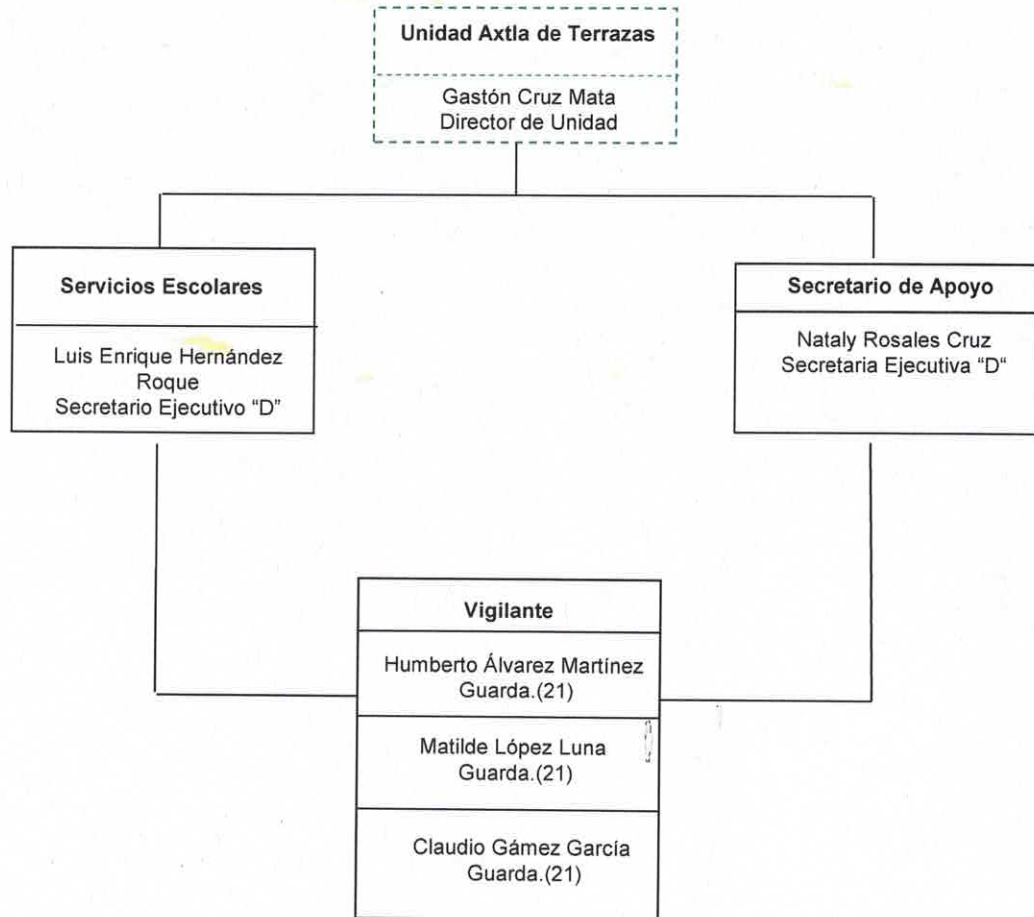 Unidad Axtla de Terrazas
Gastón Cruz Mata
Director de Unidad
Servicios Escolares
Luis Enrique Hernández
Roque
Secretario Ejecutivo “D”
Secretario de Apoyo
Nataly Rosales Cruz
Secretaria Ejecutiva “D“
Vigilante
Humberto Álvarez Martínez
Guarda.(21)
Matilde López Luna
Guarda.(21)
Claudio Gámez García
Guarda.(21)